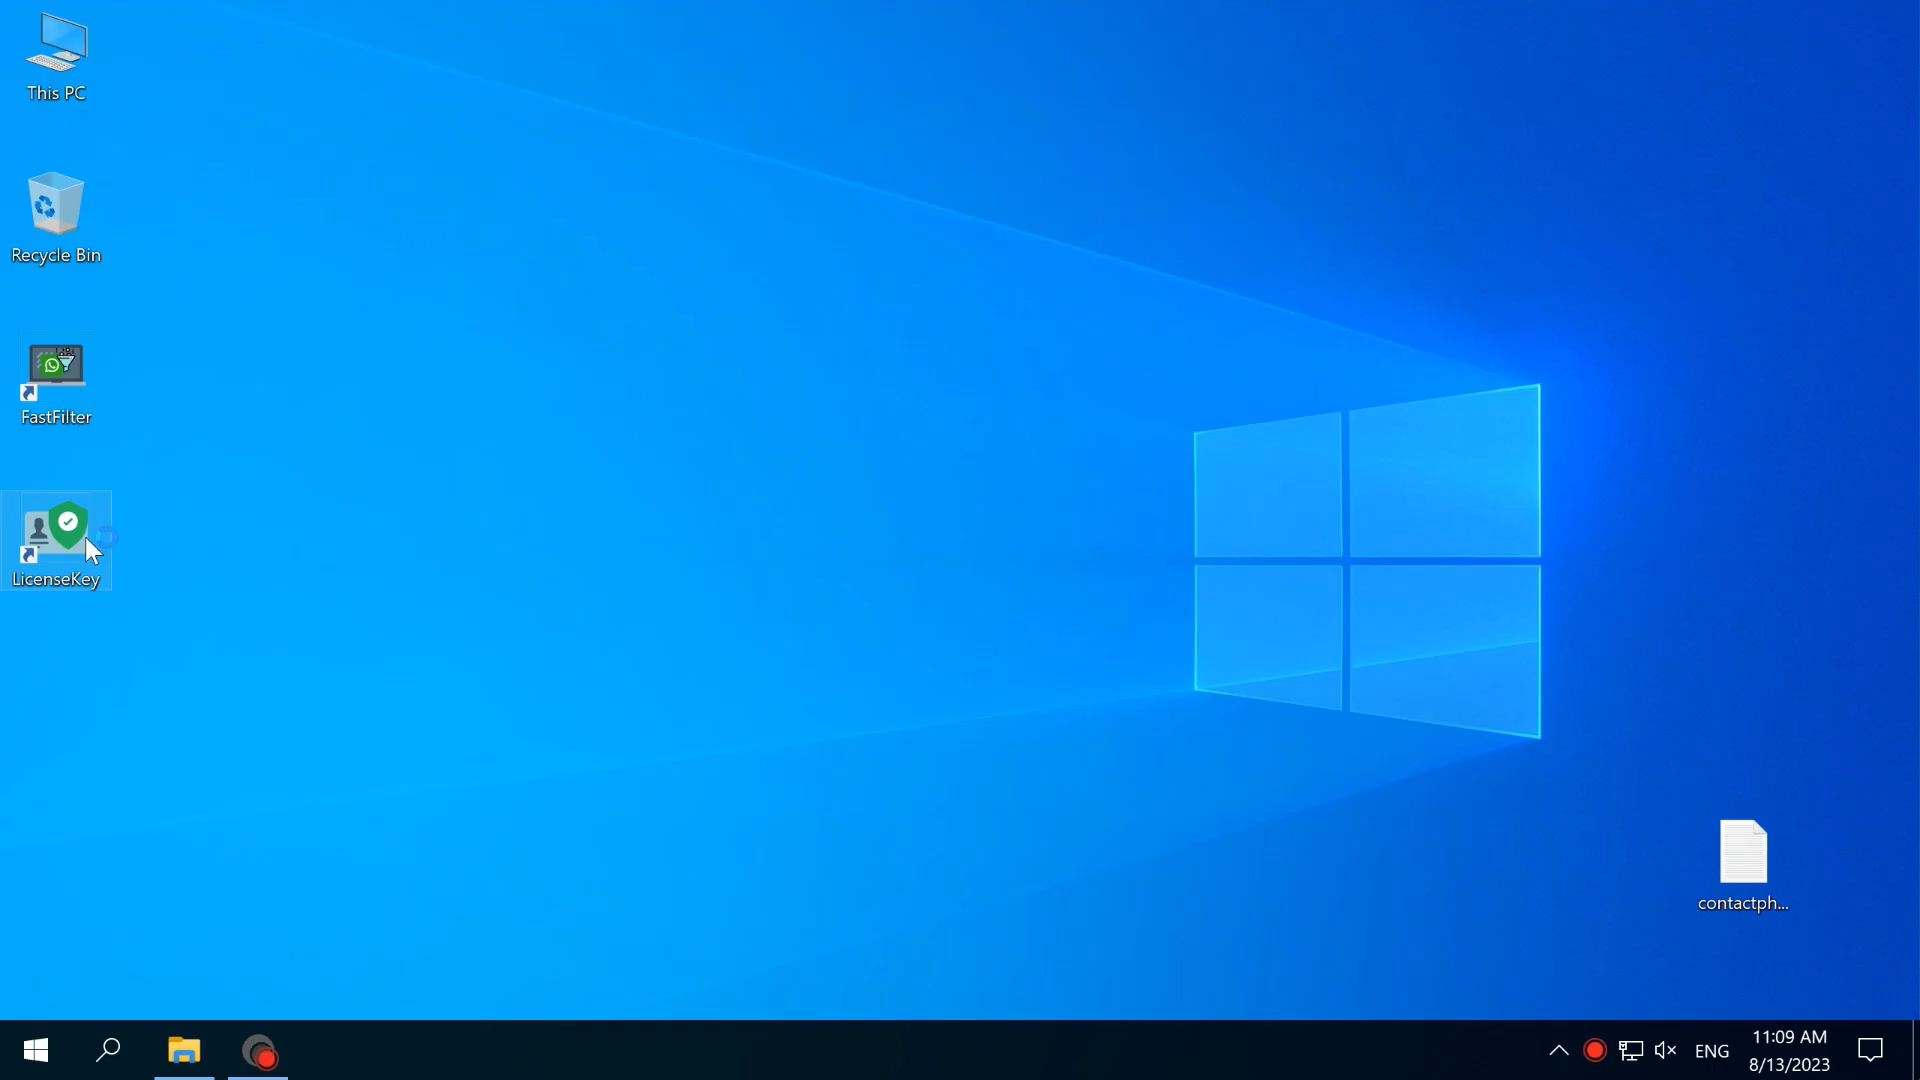 This PC
Recycle Bin
FastFilter
LicenseKey
contactph...
ENG
11:09 AM
8/13/2023